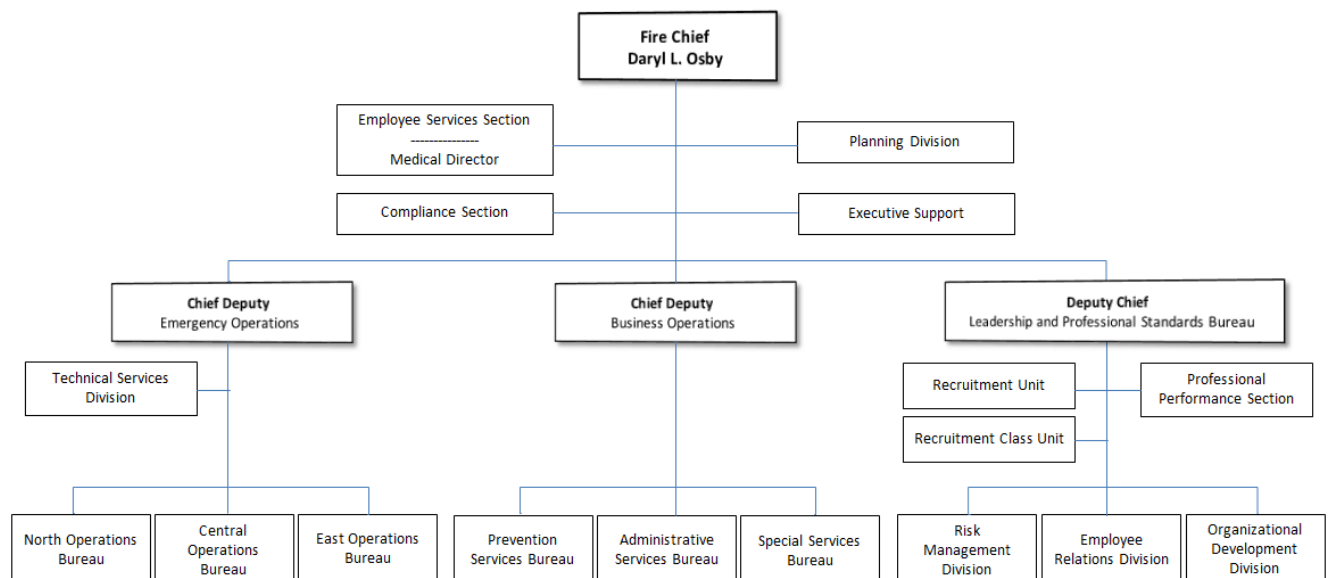 Fire Chief
Daryl L. Osby
Employee Services Section
---------------
Medical Director
Planning Division
Compliance Section
Executive Support
Chief Deputy
Emergency Operations
Chief Deputy
Business Operations
Deputy Chief
Leadership and Professional Standards Bureau
Technical Services
Division
Recruitment Unit
Professional
Performance Section
Recruitment Class Unit
North Operations
Bureau
Central
Operations
Bureau
East Operations
Bureau
Prevention
Services Bureau
Administrative
Services Bureau
Special Services
Bureau
Risk
Management
Division
Employee
Relations Division
Organizational
Development
Division